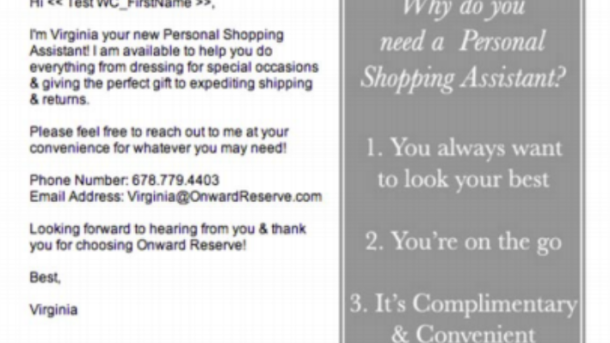 Hi << Test WC_FirstName >>,
I'm Virginia your new Personal Shopping
Assistant! I am available to help you do
everything from dressing for special occasions
& giving the perfect gift to expediting shipping
& returns.
Please feel free to reach out to me at your
convenience for whatever you may need!
Phone Number: 678.779.4403
Email Address: Virginia@OnwardReserve.com
Looking forward to hearing from you & thank
you for choosing Onward Reserve!
Best,
Virginia
Why do you
need a Personal
Shopping Assistant?
1. You always want
to look your best
2. You're on the go
3. It's Complimentary
& Convenient